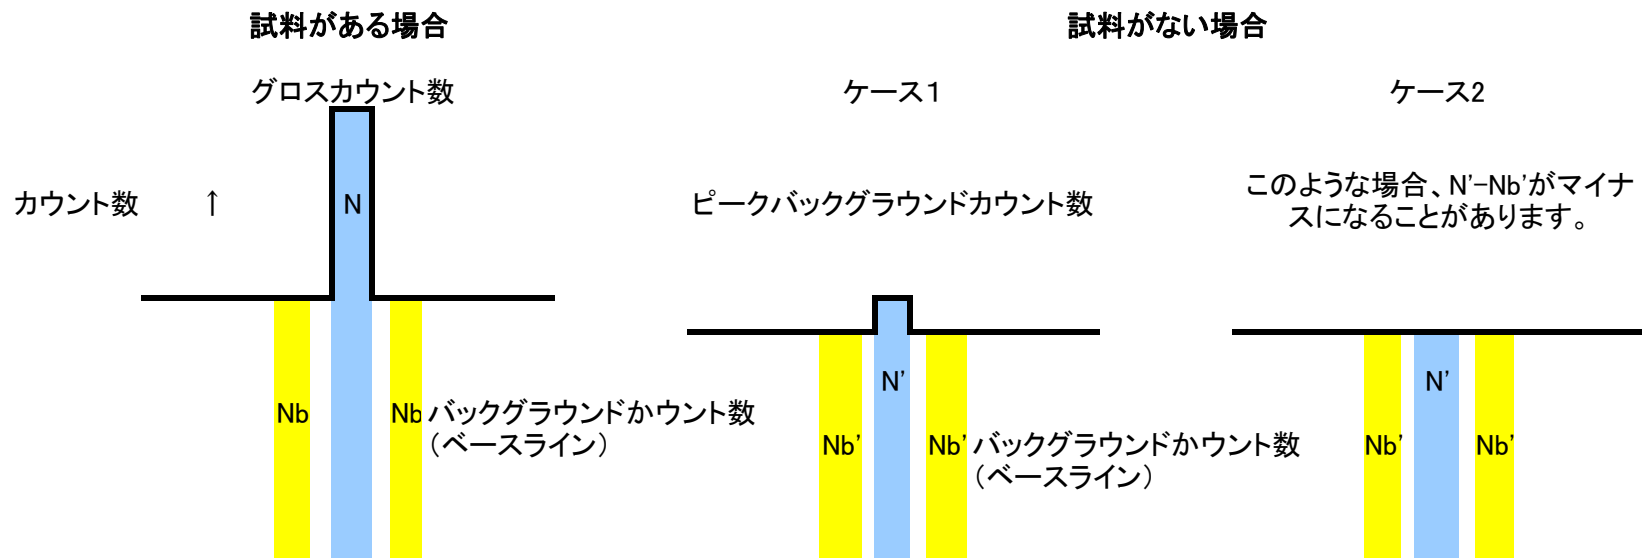 試料がある場合
試料がない場合
グロスカウント数
ケース1
ケース2
カウント数 ↑
N
ピークバックグラウンドカウント数
このような場合、N’-Nb’がマイナ
スになることがあります。
Nb
Nb
バックグラウンドかウント数
（ベースライン）
N’
Nb’
Nb’
バックグラウンドかウント数
（ベースライン）
N’
Nb’
Nb’